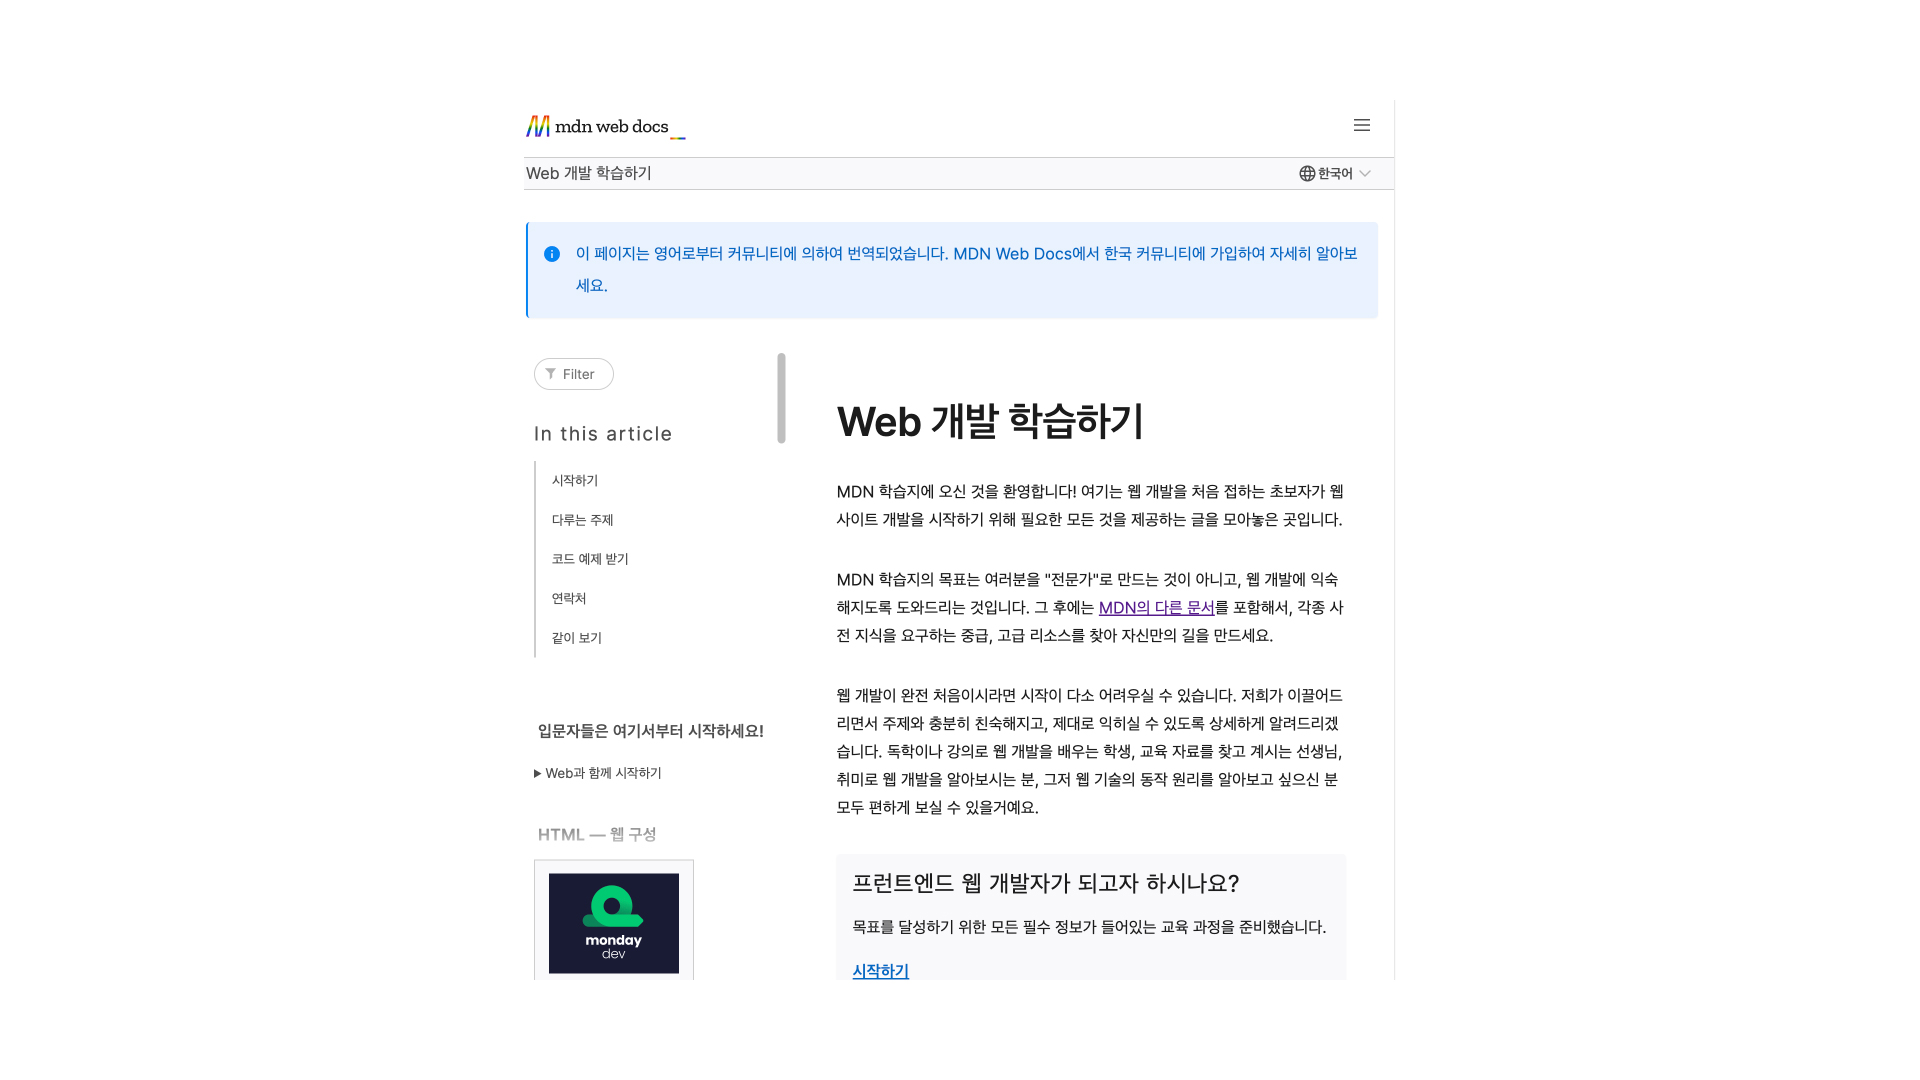 mdn web docs_
Web 개발 학습하기
한국어
이 페이지는 영어로부터 커뮤니티에 의하여 번역되었습니다. MDN Web Docs에서 한국 커뮤니티에 가입하여 자세히 알아보
세요.
Filter
In this article
시작하기
다루는 주제
코드 예제 받기
연락처
같이 보기
입문자들은 여기서부터 시작하세요!
Web과 함께 시작하기
HTML — 웹 구성
monday
dev
Web 개발 학습하기
MDN 학습지에 오신 것을 환영합니다! 여기는 웹 개발을 처음 접하는 초보자가 웹
사이트 개발을 시작하기 위해 필요한 모든 것을 제공하는 글을 모아놓은 곳입니다.
MDN 학습지의 목표는 여러분을 "전문가"로 만드는 것이 아니고, 웹 개발에 익숙
해지도록 도와드리는 것입니다. 그 후에는 MDN의 다른 문서를 포함해서, 각종 사
전 지식을 요구하는 중급, 고급 리소스를 찾아 자신만의 길을 만드세요.
웹 개발이 완전 처음이시라면 시작이 다소 어려우실 수 있습니다. 저희가 이끌어드
리면서 주제와 충분히 친숙해지고, 제대로 익히실 수 있도록 상세하게 알려드리겠
습니다. 독학이나 강의로 웹 개발을 배우는 학생, 교육 자료를 찾고 계시는 선생님,
취미로 웹 개발을 알아보시는 분, 그저 웹 기술의 동작 원리를 알아보고 싶으신 분
모두 편하게 보실 수 있을거예요.
프런트엔드 웹 개발자가 되고자 하시나요?
목표를 달성하기 위한 모든 필수 정보가 들어있는 교육 과정을 준비했습니다.
시작하기